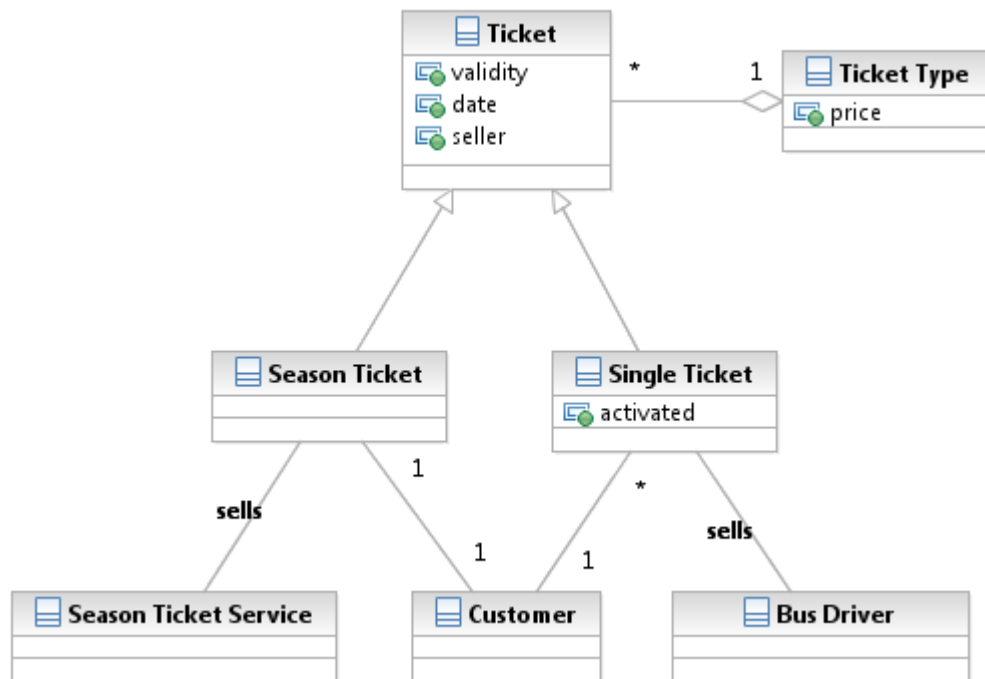 Ticket
validity
date
seller
* 1
Ticket Type
price
Season Ticket
Single Ticket
activated
1
*
sells
sells
1
1
Season Ticket Service
Customer
Bus Driver